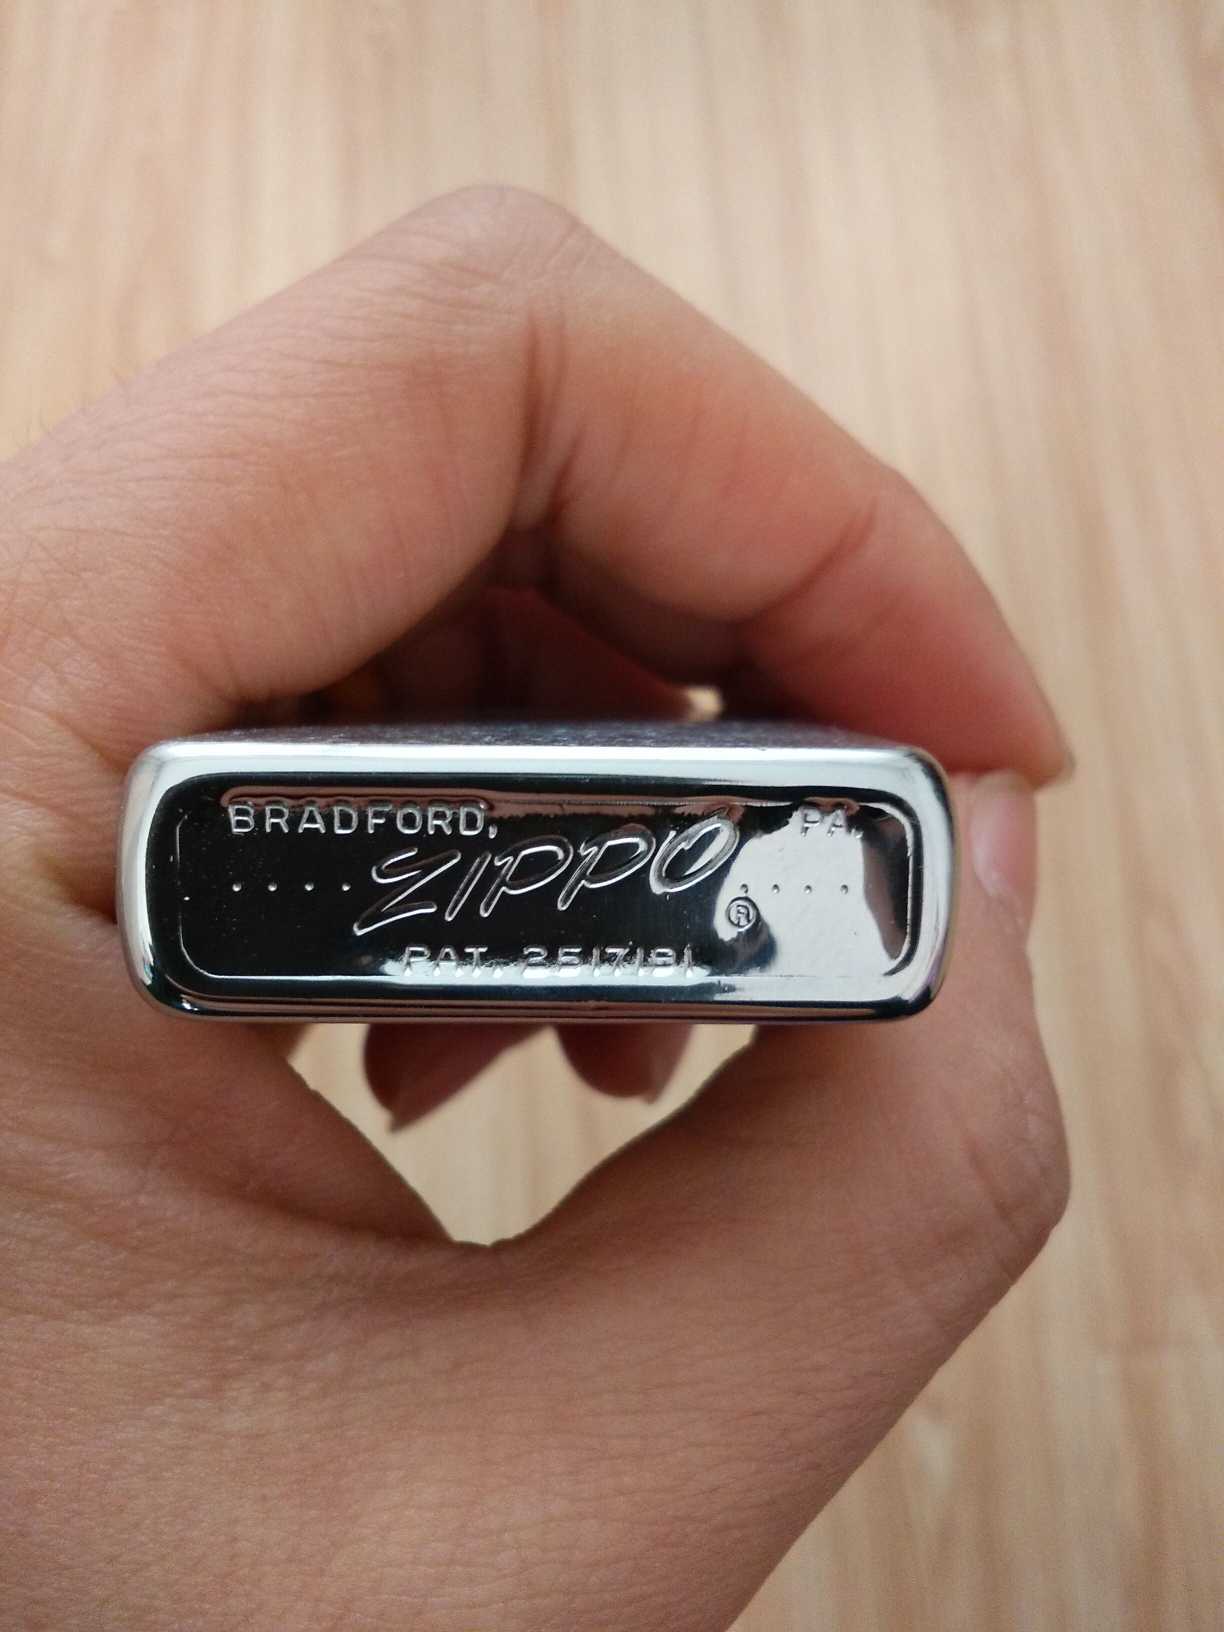 BRADFORD, PA.
.... ZIPPO ® ....
PAT. 2517191